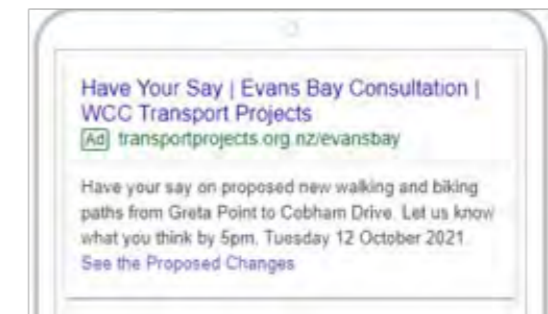 Have Your Say | Evans Bay Consultation |
WCC Transport Projects
Ad transportprojects.org.nz/evansbay
Have your say on proposed new walking and biking
paths from Greta Point to Cobham Drive. Let us know
what you think by 5pm, Tuesday 12 October 2021.
See the Proposed Changes